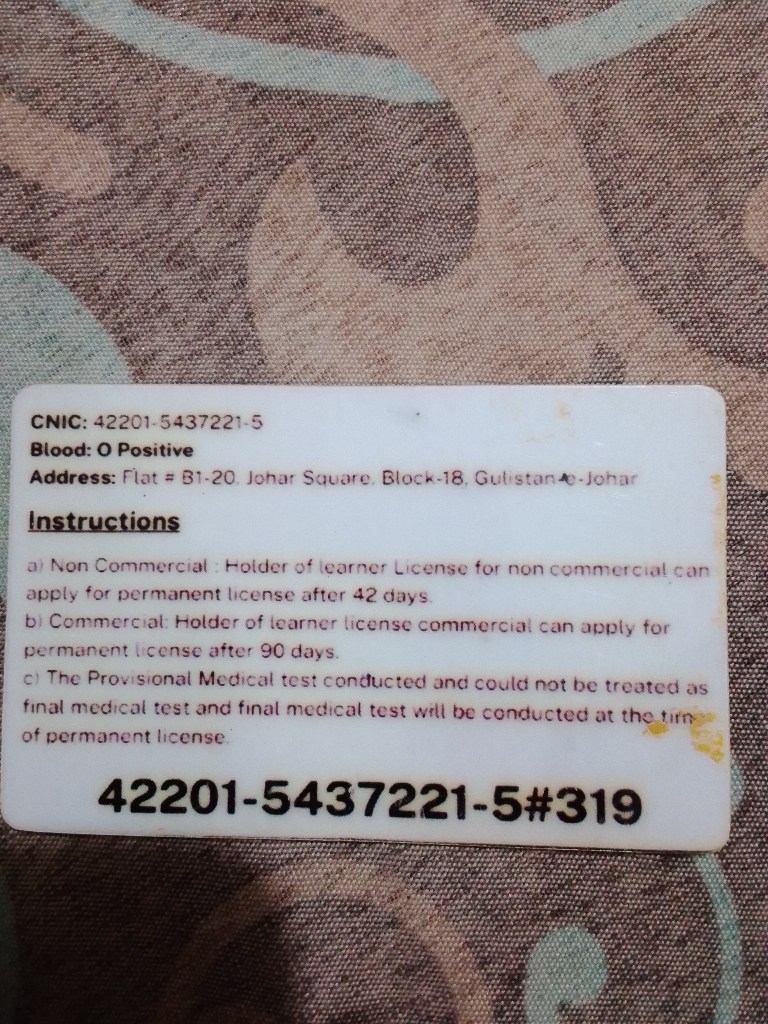 CNIC: 42201-5437221-5
Blood: O Positive
Address: Flat # B1-20, Johar Square, Block-18, Gulistan-e-Johar
Instructions
a) Non Commercial : Holder of learner License for non commercial can
apply for permanent license after 42 days.
b) Commercial: Holder of learner license commercial can apply for
permanent license after 90 days.
c) The Provisional Medical test conducted and could not be treated as
final medical test and final medical test will be conducted at the time
of permanent license.
42201-5437221-5#319